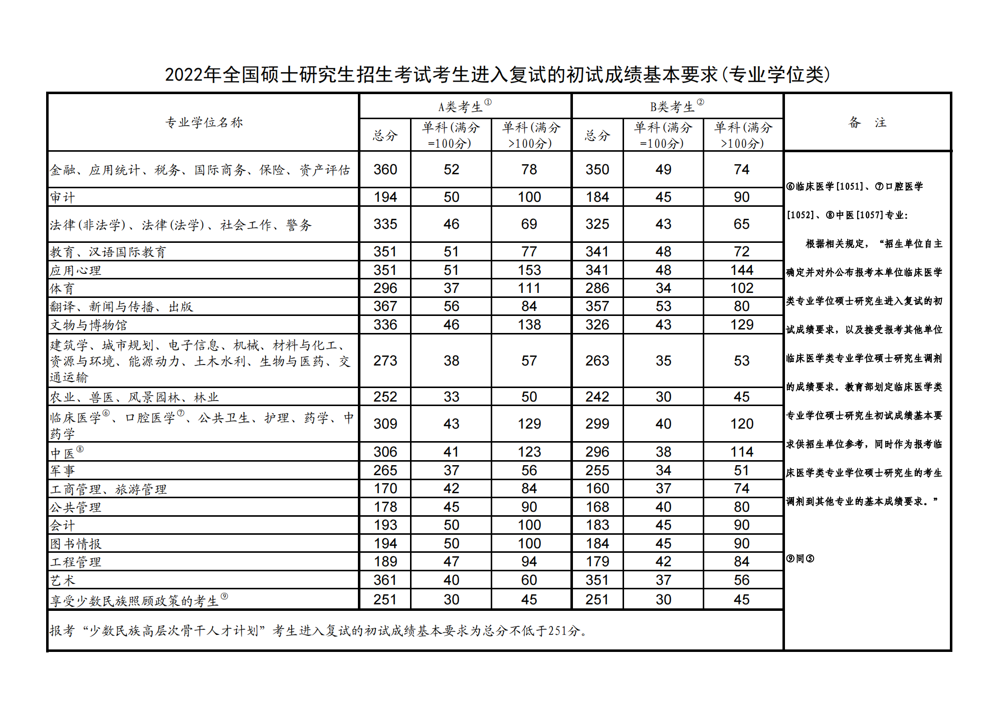 2022年全国硕士研究生招生考试考生进入复试的初试成绩基本要求(专业学位类)
专业学位名称 A类考生① B类考生② 备 注
总分 单科(满分=100分) 单科(满分>100分) 总分 单科(满分=100分) 单科(满分>100分)
金融、应用统计、税务、国际商务、保险、资产评估 360 52 78 350 49 74
审计 194 50 100 184 45 90
法律(非法学)、法律(法学)、社会工作、警务 335 46 69 325 43 65
教育、汉语国际教育 351 51 77 341 48 72
应用心理 351 51 153 341 48 144
体育 296 37 111 286 34 102
翻译、新闻与传播、出版 367 56 84 357 53 80
文物与博物馆 336 46 138 326 43 129
建筑学、城市规划、电子信息、机械、材料与化工、
资源与环境、能源动力、土木水利、生物与医药、交
通运输 273 38 57 263 35 53
农业、兽医、风景园林、林业 252 33 50 242 30 45
临床医学⑥、口腔医学⑦、公共卫生、护理、药学、中
药学 309 43 129 299 40 120
中医⑧ 306 41 123 296 38 114
军事 265 37 56 255 34 51
工商管理、旅游管理 170 42 84 160 37 74
公共管理 178 45 90 168 40 80
会计 193 50 100 183 45 90
图书情报 194 50 100 184 45 90
工程管理 189 47 94 179 42 84
艺术 361 40 60 351 37 56
享受少数民族照顾政策的考生⑨ 251 30 45 251 30 45
报考“少数民族高层次骨干人才计划”考生进入复试的初试成绩基本要求为总分不低于251分。
⑥临床医学[1051]、⑦口腔医学
[1052]、⑧中医[1057]专业:
根据相关规定，“招生单位自主
确定并对外公布报考本单位临床医学
类专业学位硕士研究生进入复试的初
试成绩要求，以及接受报考其他单位
临床医学类专业学位硕士研究生调剂
的成绩要求。教育部划定临床医学类
专业学位硕士研究生初试成绩基本要
求供招生单位参考，同时作为报考临
床医学类专业学位硕士研究生的考生
调剂到其他专业的基本成绩要求。”
⑨同⑤